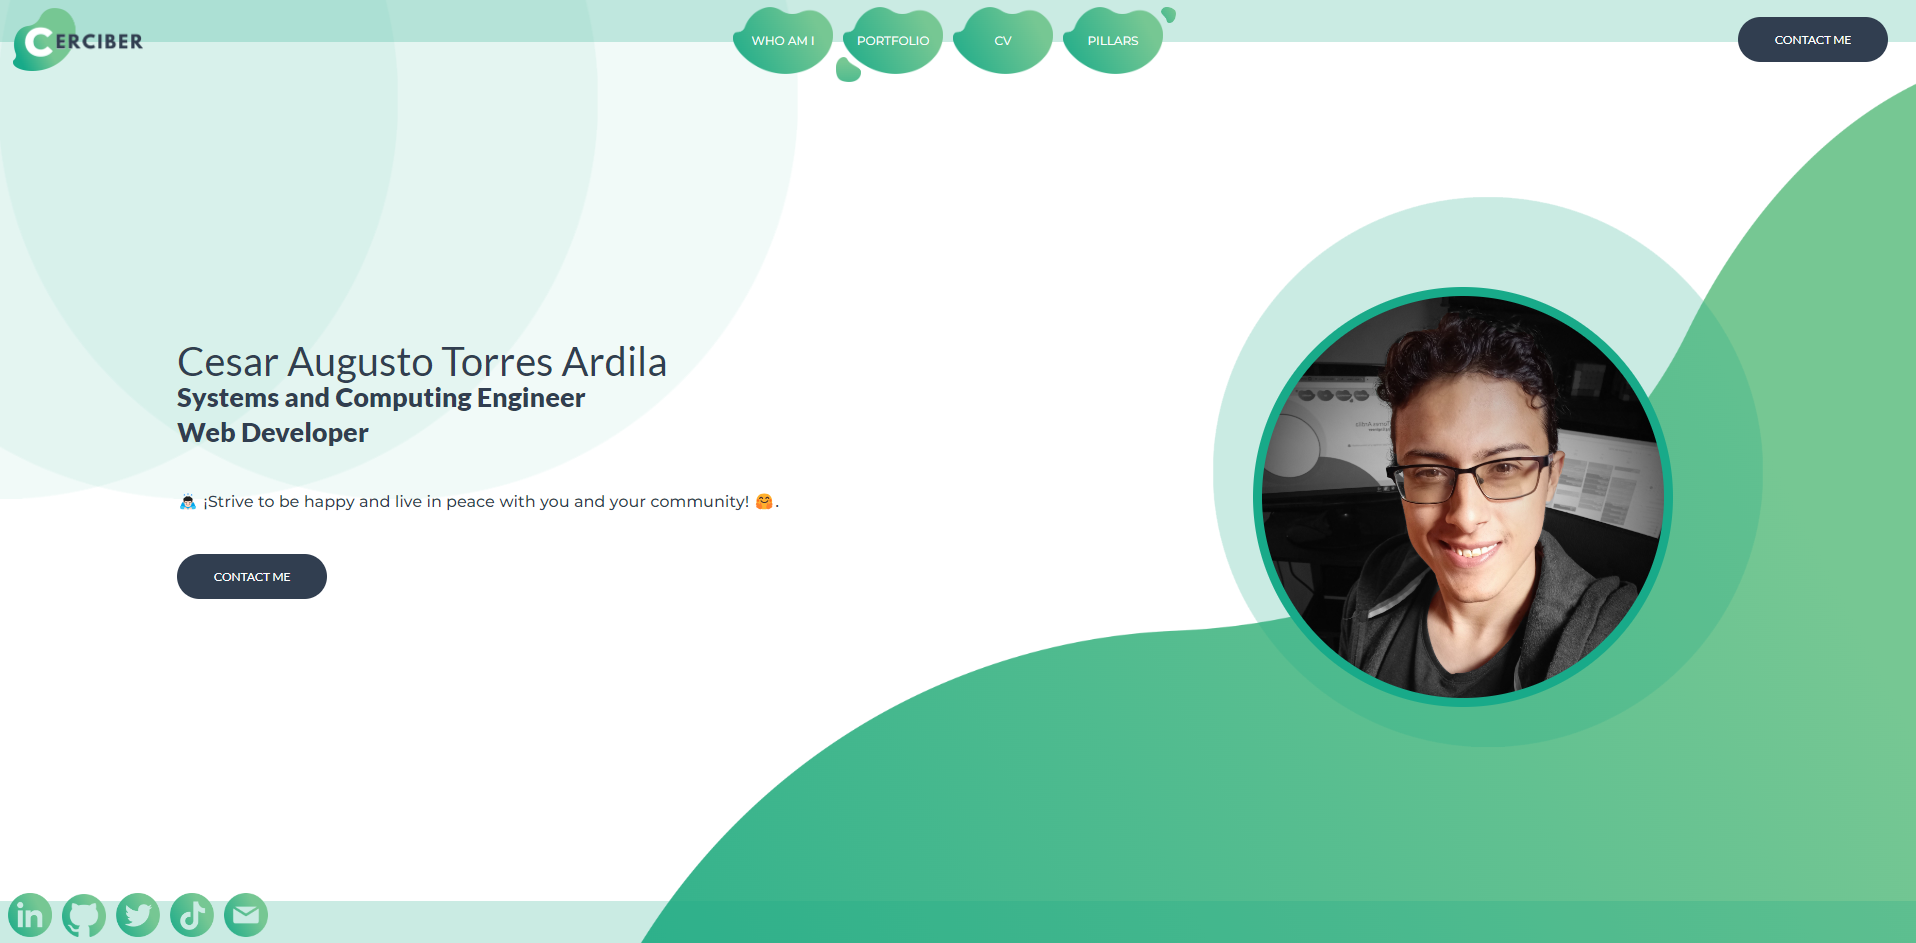 CERCIBER
WHO AM I
PORTFOLIO
CV
PILLARS
CONTACT ME
Cesar Augusto Torres Ardila
Systems and Computing Engineer
Web Developer
🙇🏻 ¡Strive to be happy and live in peace with you and your community! 🤗.
CONTACT ME
in